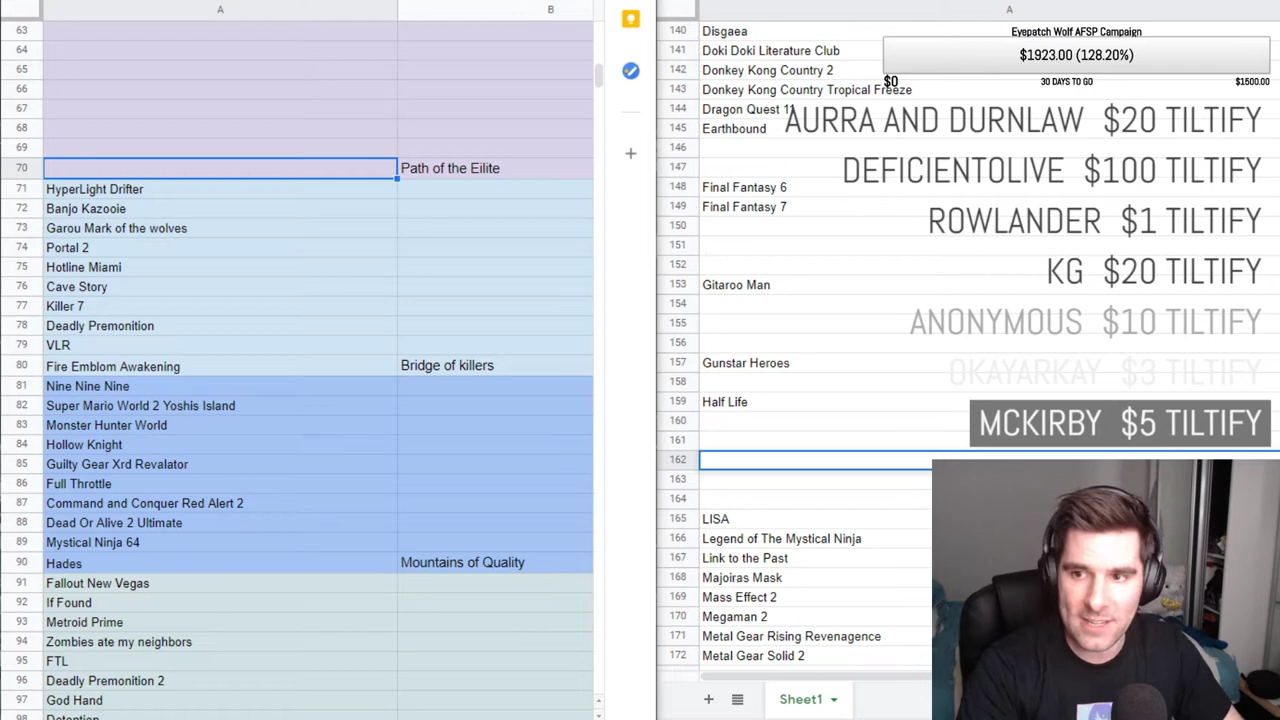 A
B
63
64
65
66
67
68
69
70 Path of the Eilite
71 HyperLight Drifter
72 Banjo Kazooie
73 Garou Mark of the wolves
74 Portal 2
75 Hotline Miami
76 Cave Story
77 Killer 7
78 Deadly Premonition
79 VLR
80 Fire Emblom Awakening Bridge of killers
81 Nine Nine Nine
82 Super Mario World 2 Yoshis Island
83 Monster Hunter World
84 Hollow Knight
85 Guilty Gear Xrd Revalator
86 Full Throttle
87 Command and Conquer Red Alert 2
88 Dead Or Alive 2 Ultimate
89 Mystical Ninja 64
90 Hades Mountains of Quality
91 Fallout New Vegas
92 If Found
93 Metroid Prime
94 Zombies ate my neighbors
95 FTL
96 Deadly Premonition 2
97 God Hand
98 Detention
A
140 Disgaea
141 Doki Doki Literature Club
142 Donkey Kong Country 2
143 Donkey Kong Country Tropical Freeze
144 Dragon Quest 11
145 Earthbound
146
147
148 Final Fantasy 6
149 Final Fantasy 7
150
151
152
153 Gitaroo Man
154
155
156
157 Gunstar Heroes
158
159 Half Life
160
161
162
163
164
165 LISA
166 Legend of The Mystical Ninja
167 Link to the Past
168 Majoiras Mask
169 Mass Effect 2
170 Megaman 2
171 Metal Gear Rising Revenagence
172 Metal Gear Solid 2
Sheet1
Eyepatch Wolf AFSP Campaign
$1923.00 (128.20%)
$0 30 DAYS TO GO $1500.00
AURRA AND DURNLAW $20 TILTIFY
DEFICIENTOLIVE $100 TILTIFY
ROWLANDER $1 TILTIFY
KG $20 TILTIFY
ANONYMOUS $10 TILTIFY
OKAYARKAY $3 TILTIFY
MCKIRBY $5 TILTIFY